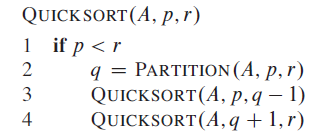 QUICKSORT(A, p, r)
1 if p < r
2 q = PARTITION(A, p, r)
3 QUICKSORT(A, p, q − 1)
4 QUICKSORT(A, q + 1, r)